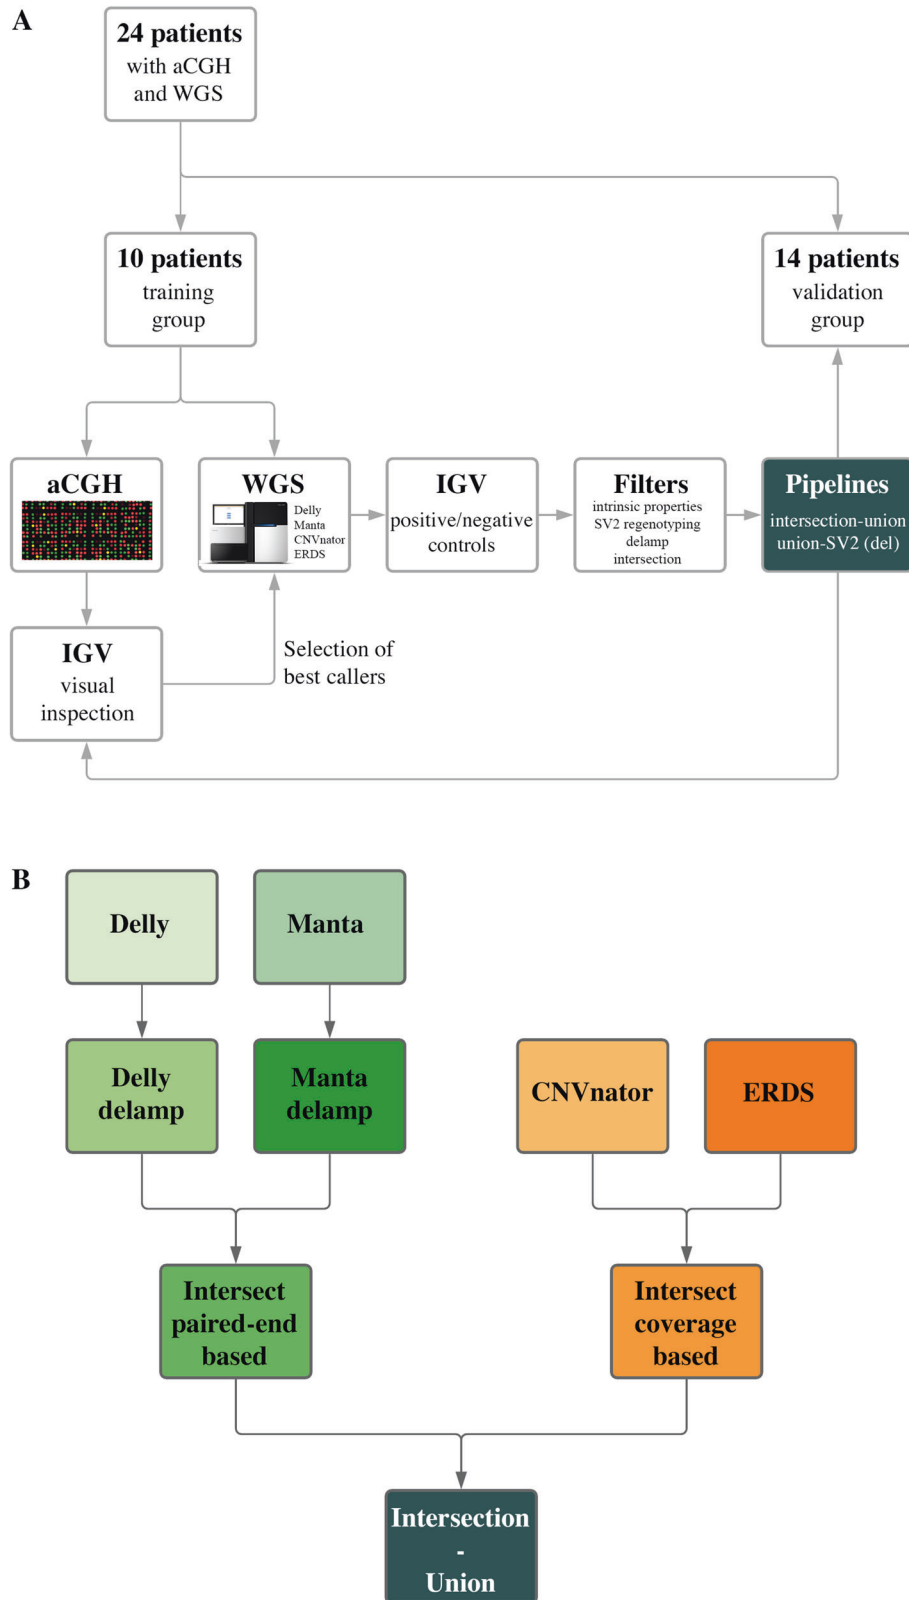 A
24 patients
with aCGH
and WGS
10 patients
training
group
14 patients
validation
group
aCGH
WGS
Delly
Manta
CNVnator
ERDS
IGV
positive/negative
controls
Filters
intrinsic properties
SV2 regenotyping
delamp
intersection
Pipelines
intersection-union
union-SV2 (del)
IGV
visual
inspection
Selection of
best callers
B
Delly
Manta
Delly
delamp
Manta
delamp
CNVnator
ERDS
Intersect
paired-end
based
Intersect
coverage
based
Intersection
-
Union